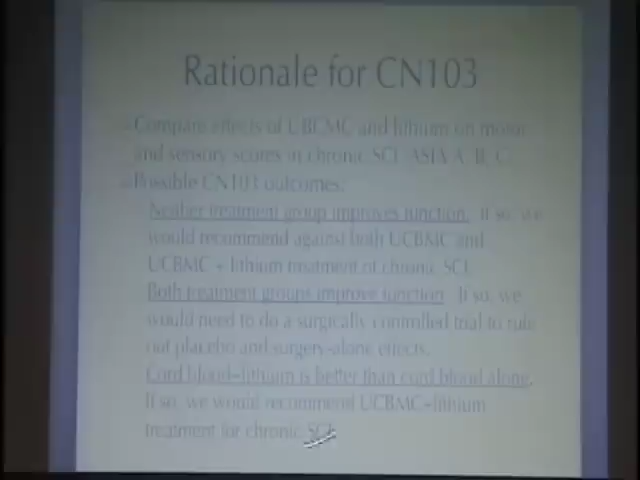 Rationale for CN103
Compare effects of UBCMC and lithium on motor
and sensory scores in chronic SCI, ASIA A, B, C.
Possible CN103 outcomes.
Neither treatment group improves function. If so, we
would recommend against both UCBMC and
UCBMC + lithium treatment of chronic SCI.
Both treatment groups improve function. If so, we
would need to do a surgically controlled trial to rule
out placebo and surgery-alone effects.
Cord blood+lithium is better than cord blood along.
If so, we would recommend UCBMC+lithium
treatment for chronic SCI.